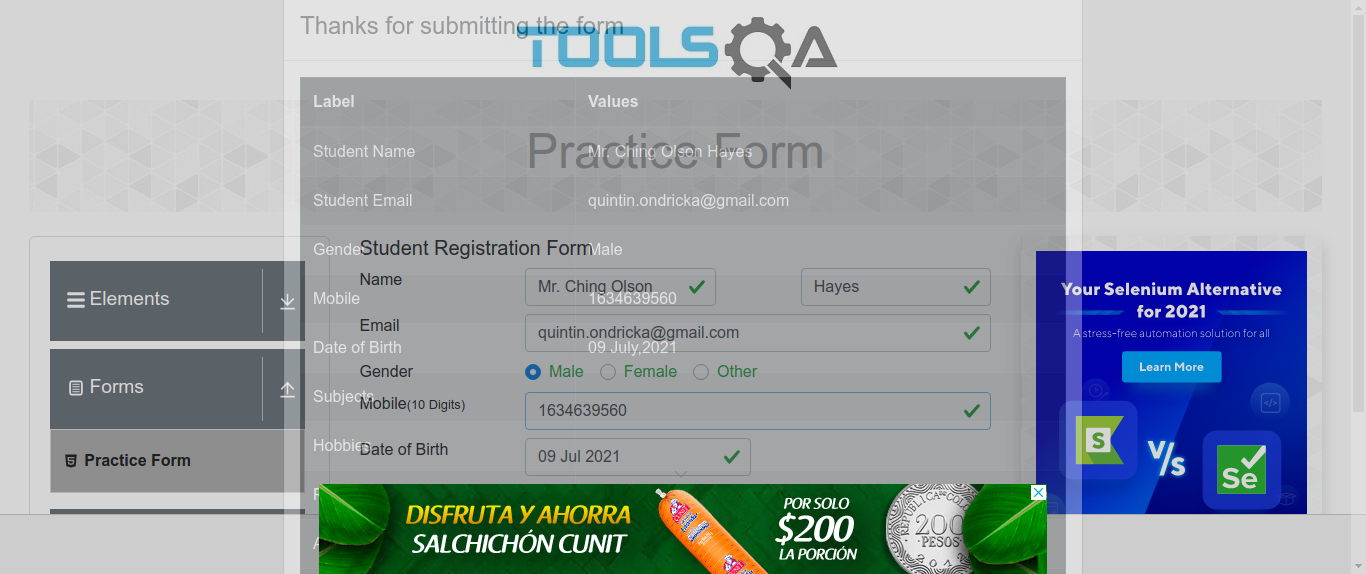 Thanks for submitting the form
TOOLSQA
Label Values
Practice Form
Student Name Mr. Ching Olson Hayes
Student Email quintin.ondricka@gmail.com
Gender Male
Student Registration Form
Name Mr. Ching Olson Hayes
Mobile 1634639560
Email quintin.ondricka@gmail.com
Date of Birth 09 July,2021
Gender Male Female Other
Subjects
Mobile(10 Digits) 1634639560
Hobbies
Date of Birth 09 Jul 2021
Elements
Forms
Practice Form
Your Selenium Alternative
for 2021
A stress-free automation solution for all
Learn More
S
V/s
Se
DISFRUTA Y AHORRA
SALCHICHÓN CUNIT
POR SOLO
$200
LA PORCIÓN
200
PESOS